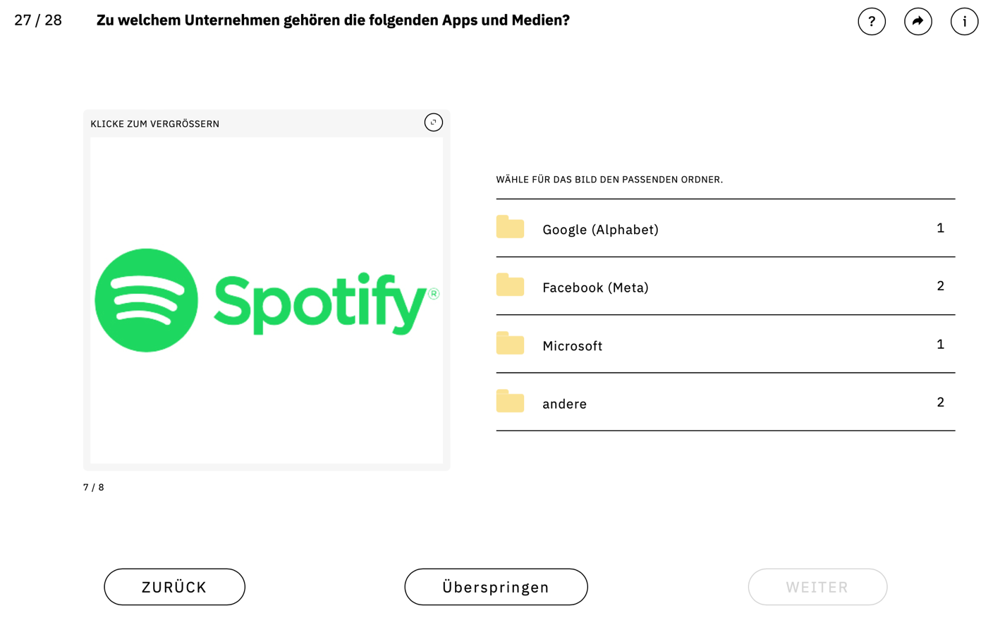 27 / 28
Zu welchem Unternehmen gehören die folgenden Apps und Medien?
?
i
KLICKE ZUM VERGRÖSSERN
Spotify®
7 / 8
WÄHLE FÜR DAS BILD DEN PASSENDEN ORDNER.
Google (Alphabet) 1
Facebook (Meta) 2
Microsoft 1
andere 2
ZURÜCK
Überspringen
WEITER